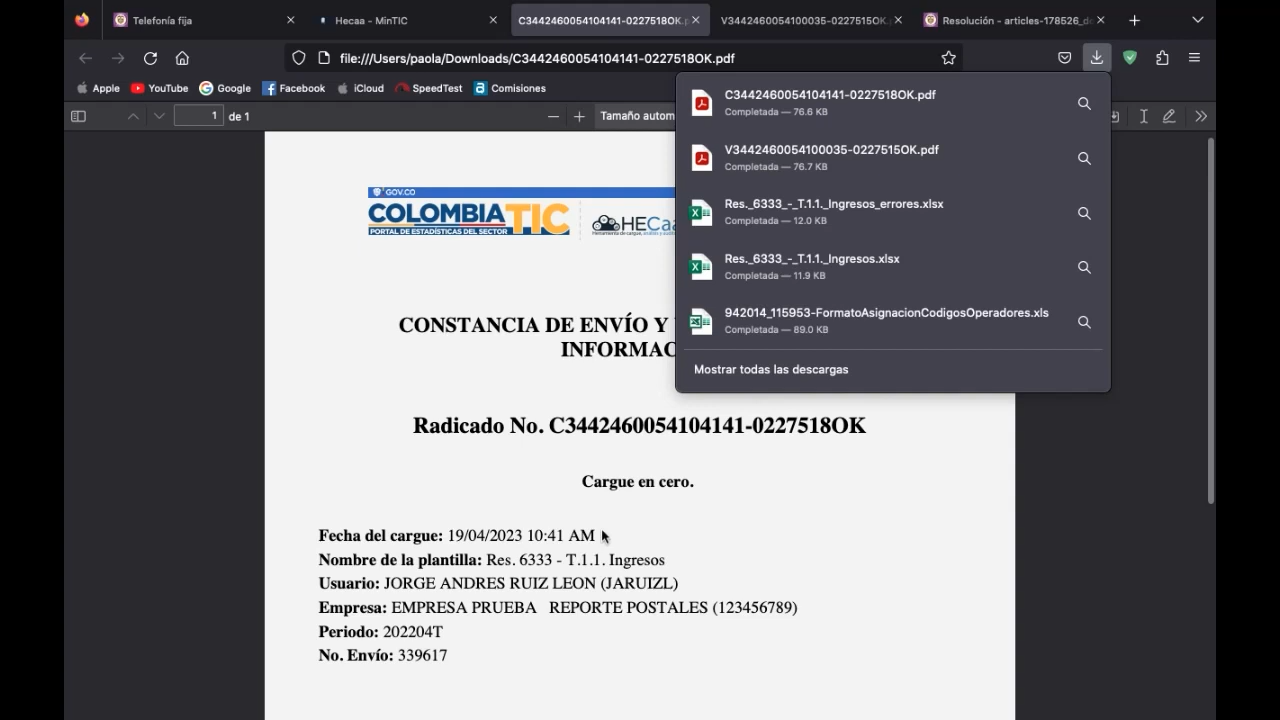 Telefonía fija
Hecaa - MinTIC
C3442460054104141-0227518OK.p
V3442460054100035-0227515OK.
Resolución - articles-178526_d
file:///Users/paola/Downloads/C3442460054104141-0227518OK.pdf
Apple
YouTube
Google
Facebook
iCloud
SpeedTest
Comisiones
1 de 1
Tamaño autom
C3442460054104141-0227518OK.pdf
Completada — 76.6 KB
V3442460054100035-0227515OK.pdf
Completada — 76.7 KB
Res._6333_-_T.1.1._Ingresos_errores.xlsx
Completada — 12.0 KB
Res._6333_-_T.1.1._Ingresos.xlsx
Completada — 11.9 KB
942014_115953-FormatoAsignacionCodigosOperadores.xls
Completada — 89.0 KB
Mostrar todas las descargas
GOV.CO
COLOMBIATIC
PORTAL DE ESTADÍSTICAS DEL SECTOR
HECaa
CONSTANCIA DE ENVÍO Y
INFORMAC
Radicado No. C3442460054104141-0227518OK
Cargue en cero.
Fecha del cargue: 19/04/2023 10:41 AM
Nombre de la plantilla: Res. 6333 - T.1.1. Ingresos
Usuario: JORGE ANDRES RUIZ LEON (JARUIZL)
Empresa: EMPRESA PRUEBA REPORTE POSTALES (123456789)
Periodo: 202204T
No. Envío: 339617